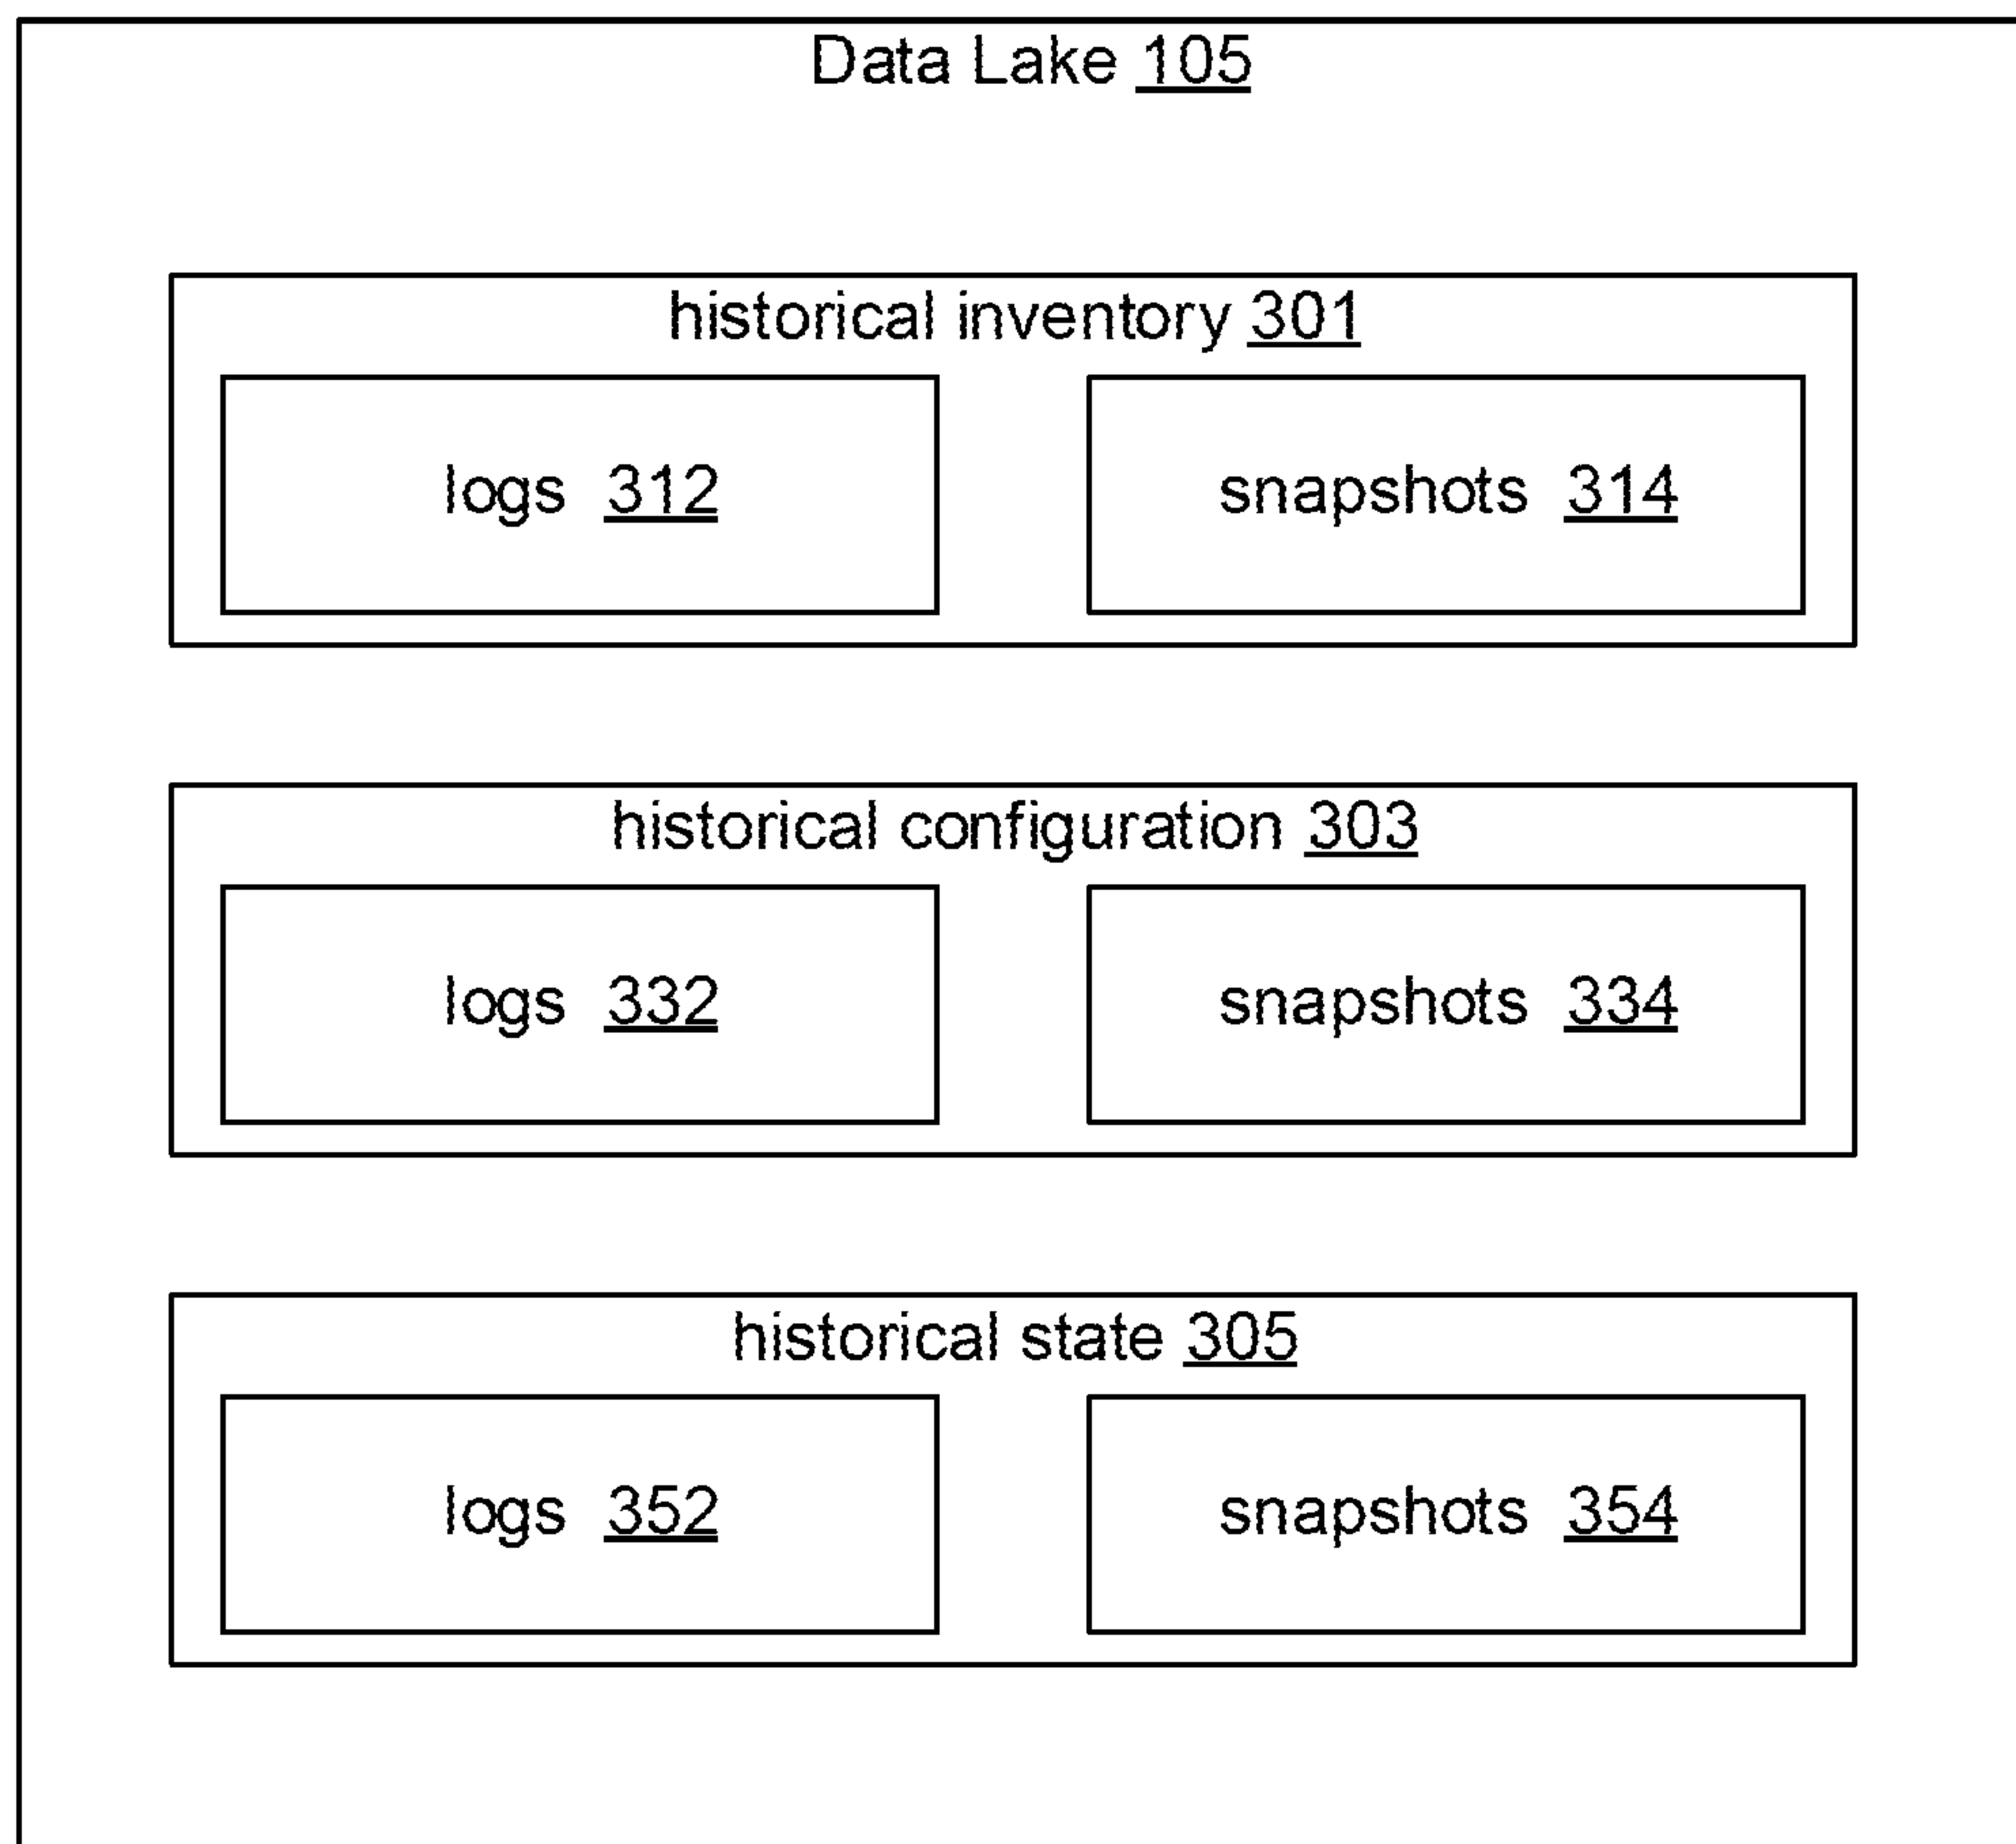 Data Lake 105
historical inventory 301
logs 312
snapshots 314
historical configuration 303
logs 332
snapshots 334
historical state 305
logs 352
snapshots 354